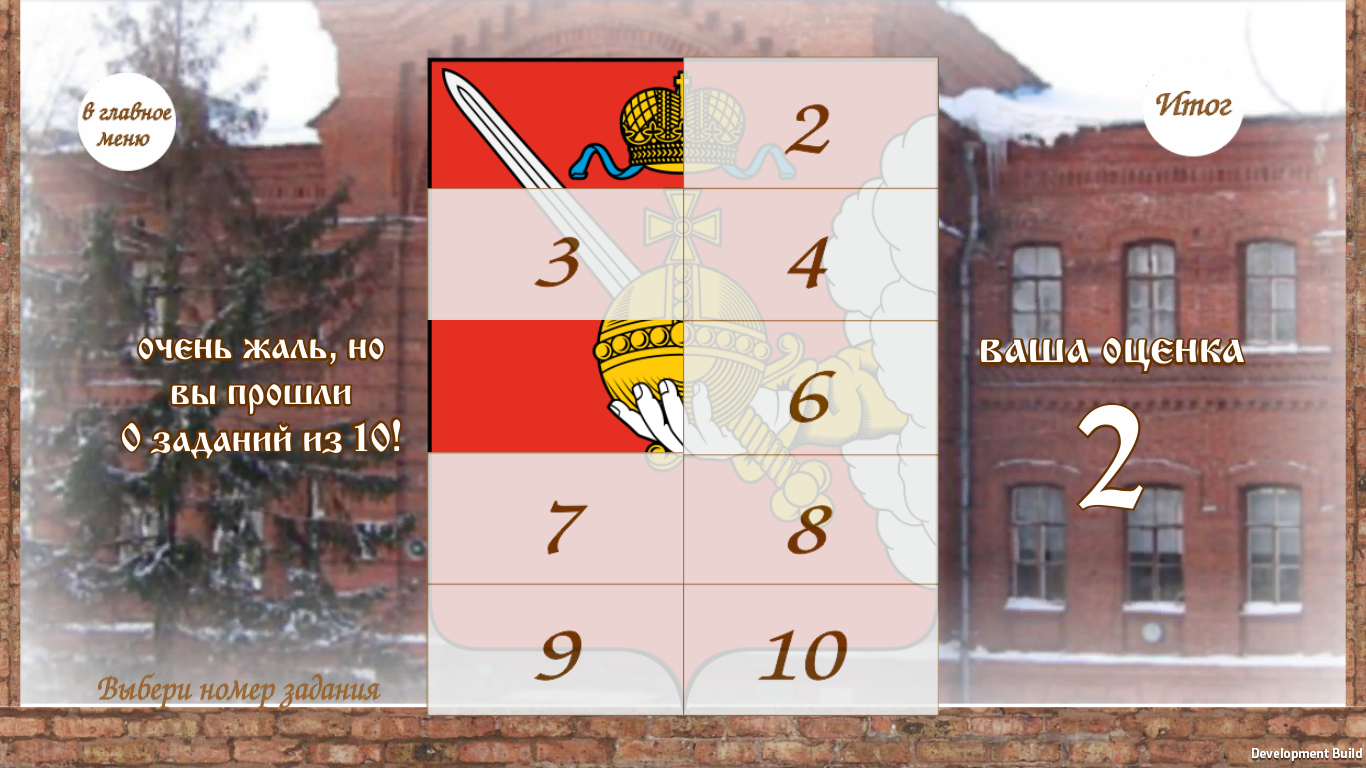 в главное
меню
Итог
2
3
4
6
7
8
9
10
очень жаль, но
вы прошли
0 заданий из 10!
ваша оценка
2
Выбери номер задания
Development Build